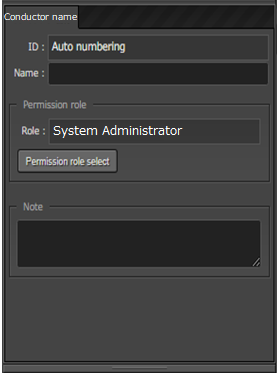 Conductor name
ID : Auto numbering
Name :
Permission role
Role : System Administrator
Permission role select
Note